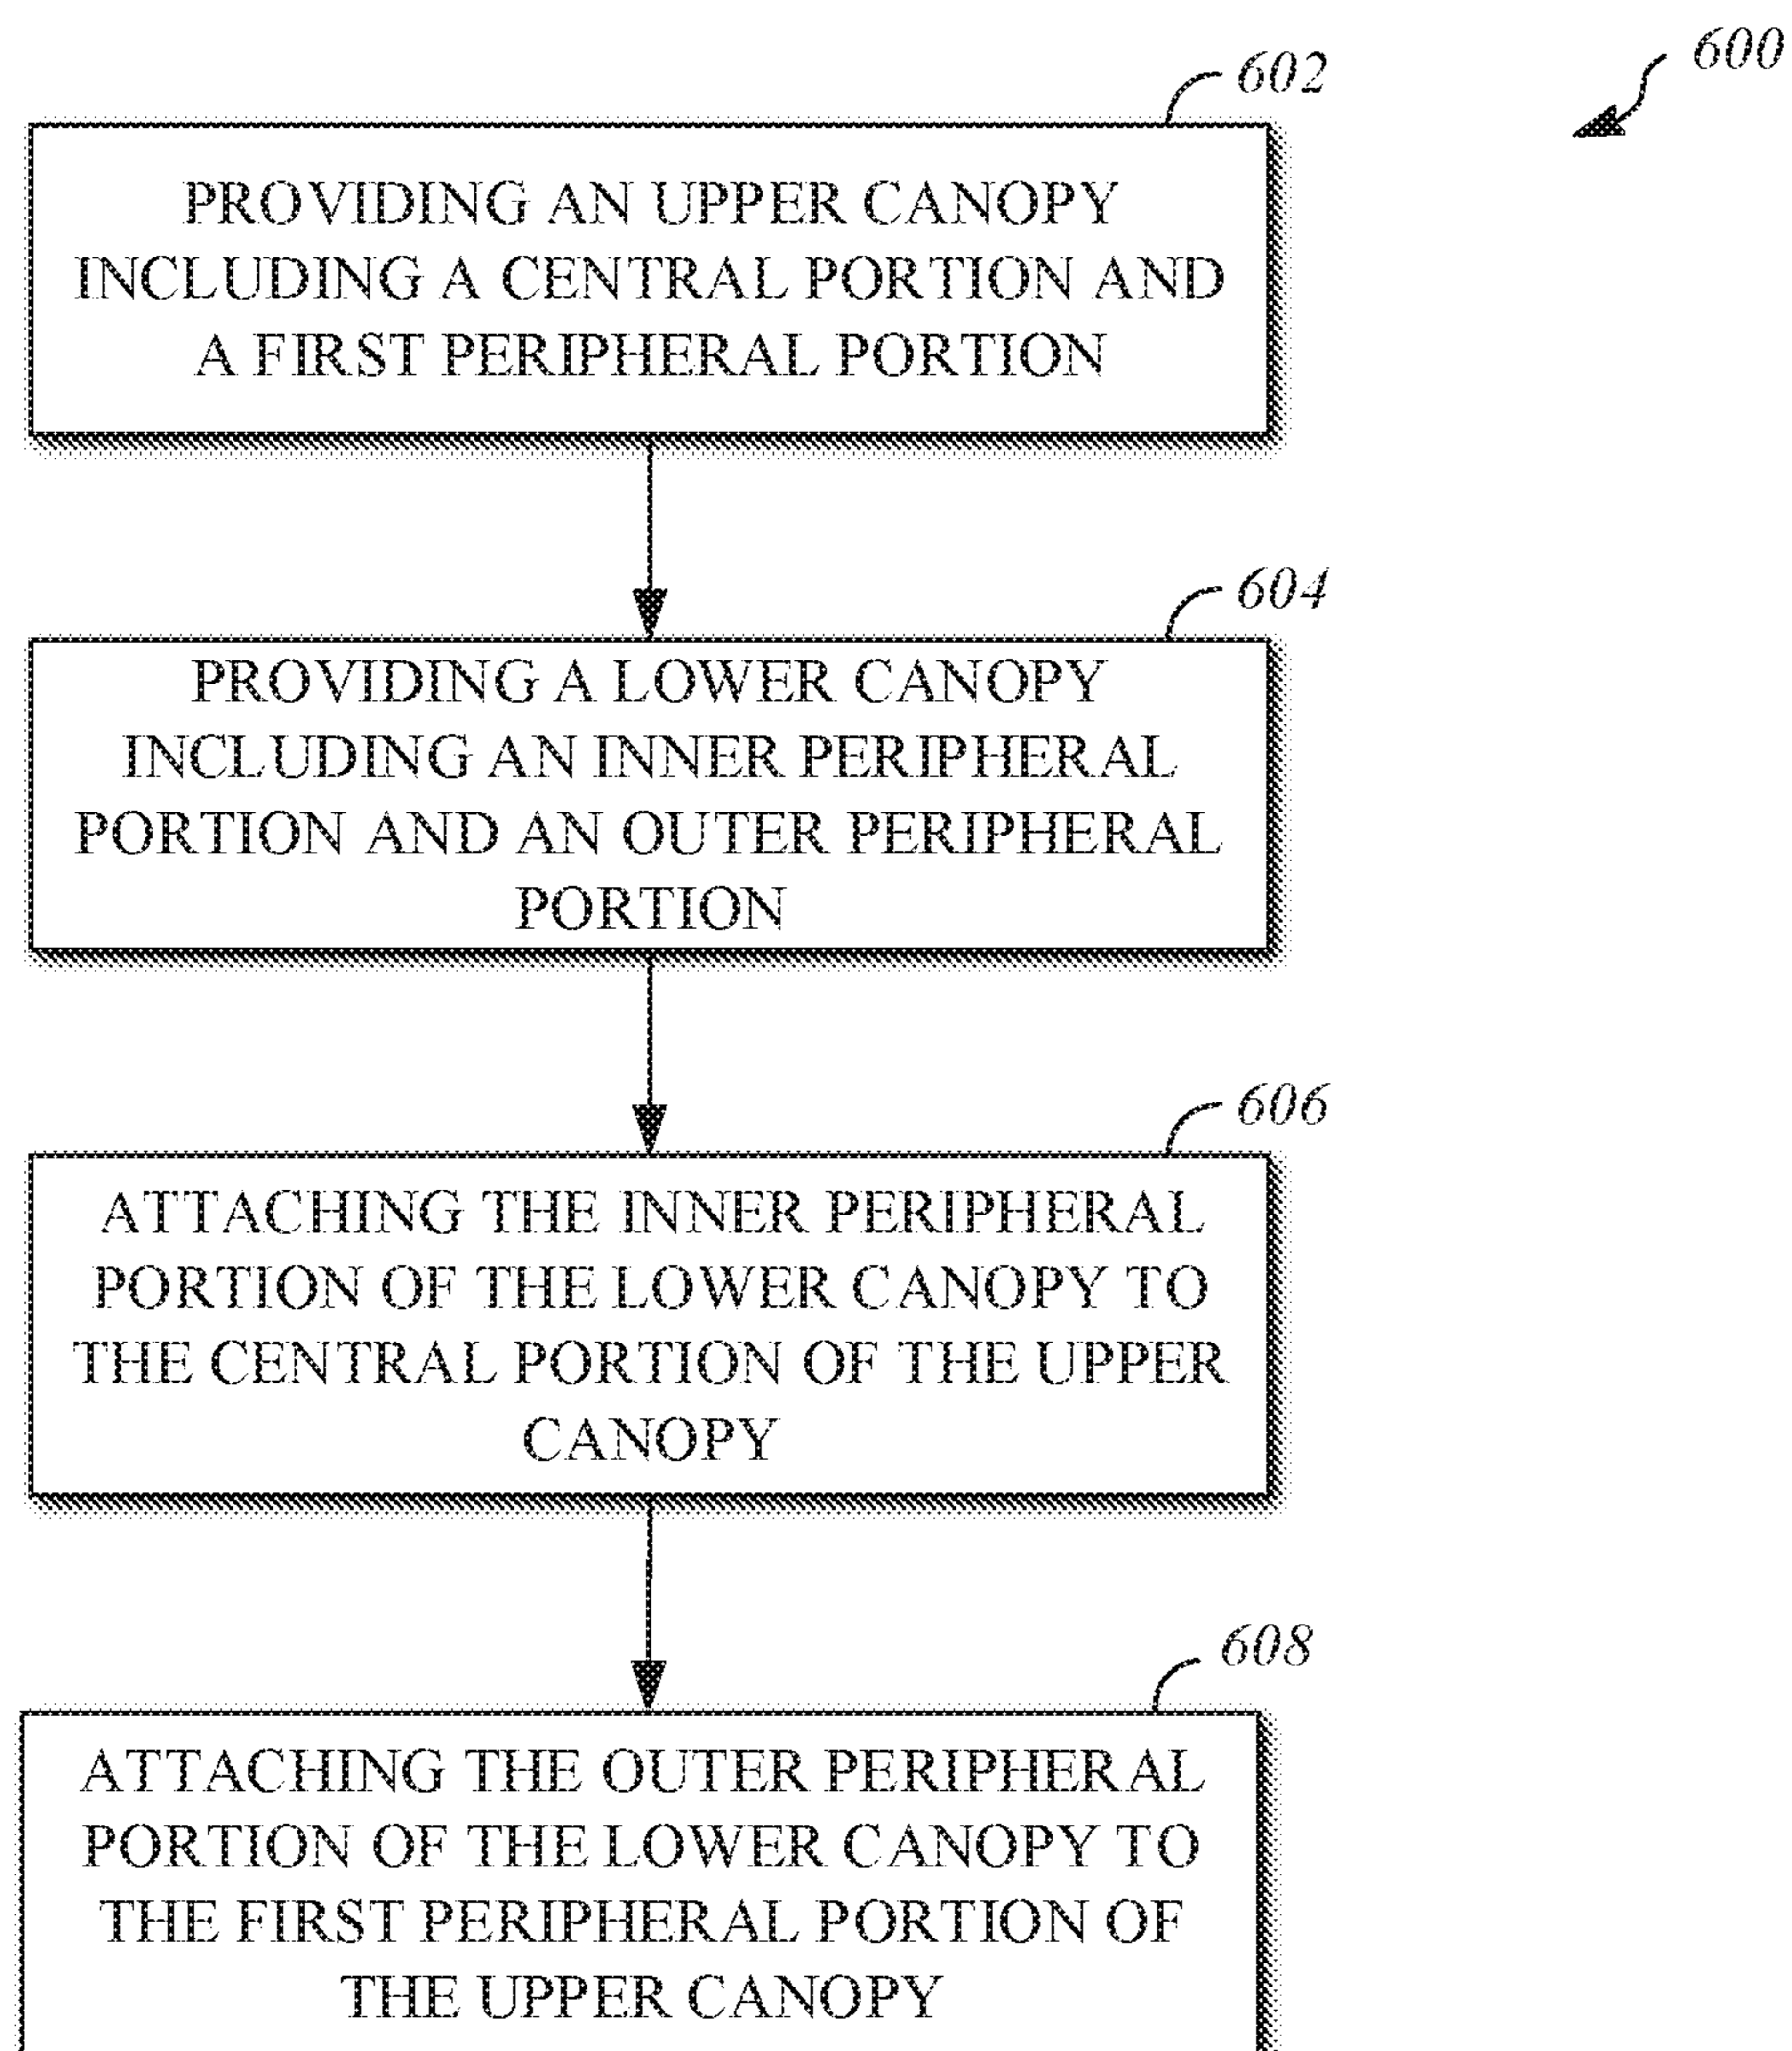 600
602
PROVIDING AN UPPER CANOPY
INCLUDING A CENTRAL PORTION AND
A FIRST PERIPHERAL PORTION
604
PROVIDING A LOWER CANOPY
INCLUDING AN INNER PERIPHERAL
PORTION AND AN OUTER PERIPHERAL
PORTION
606
ATTACHING THE INNER PERIPHERAL
PORTION OF THE LOWER CANOPY TO
THE CENTRAL PORTION OF THE UPPER
CANOPY
608
ATTACHING THE OUTER PERIPHERAL
PORTION OF THE LOWER CANOPY TO
THE FIRST PERIPHERAL PORTION OF
THE UPPER CANOPY